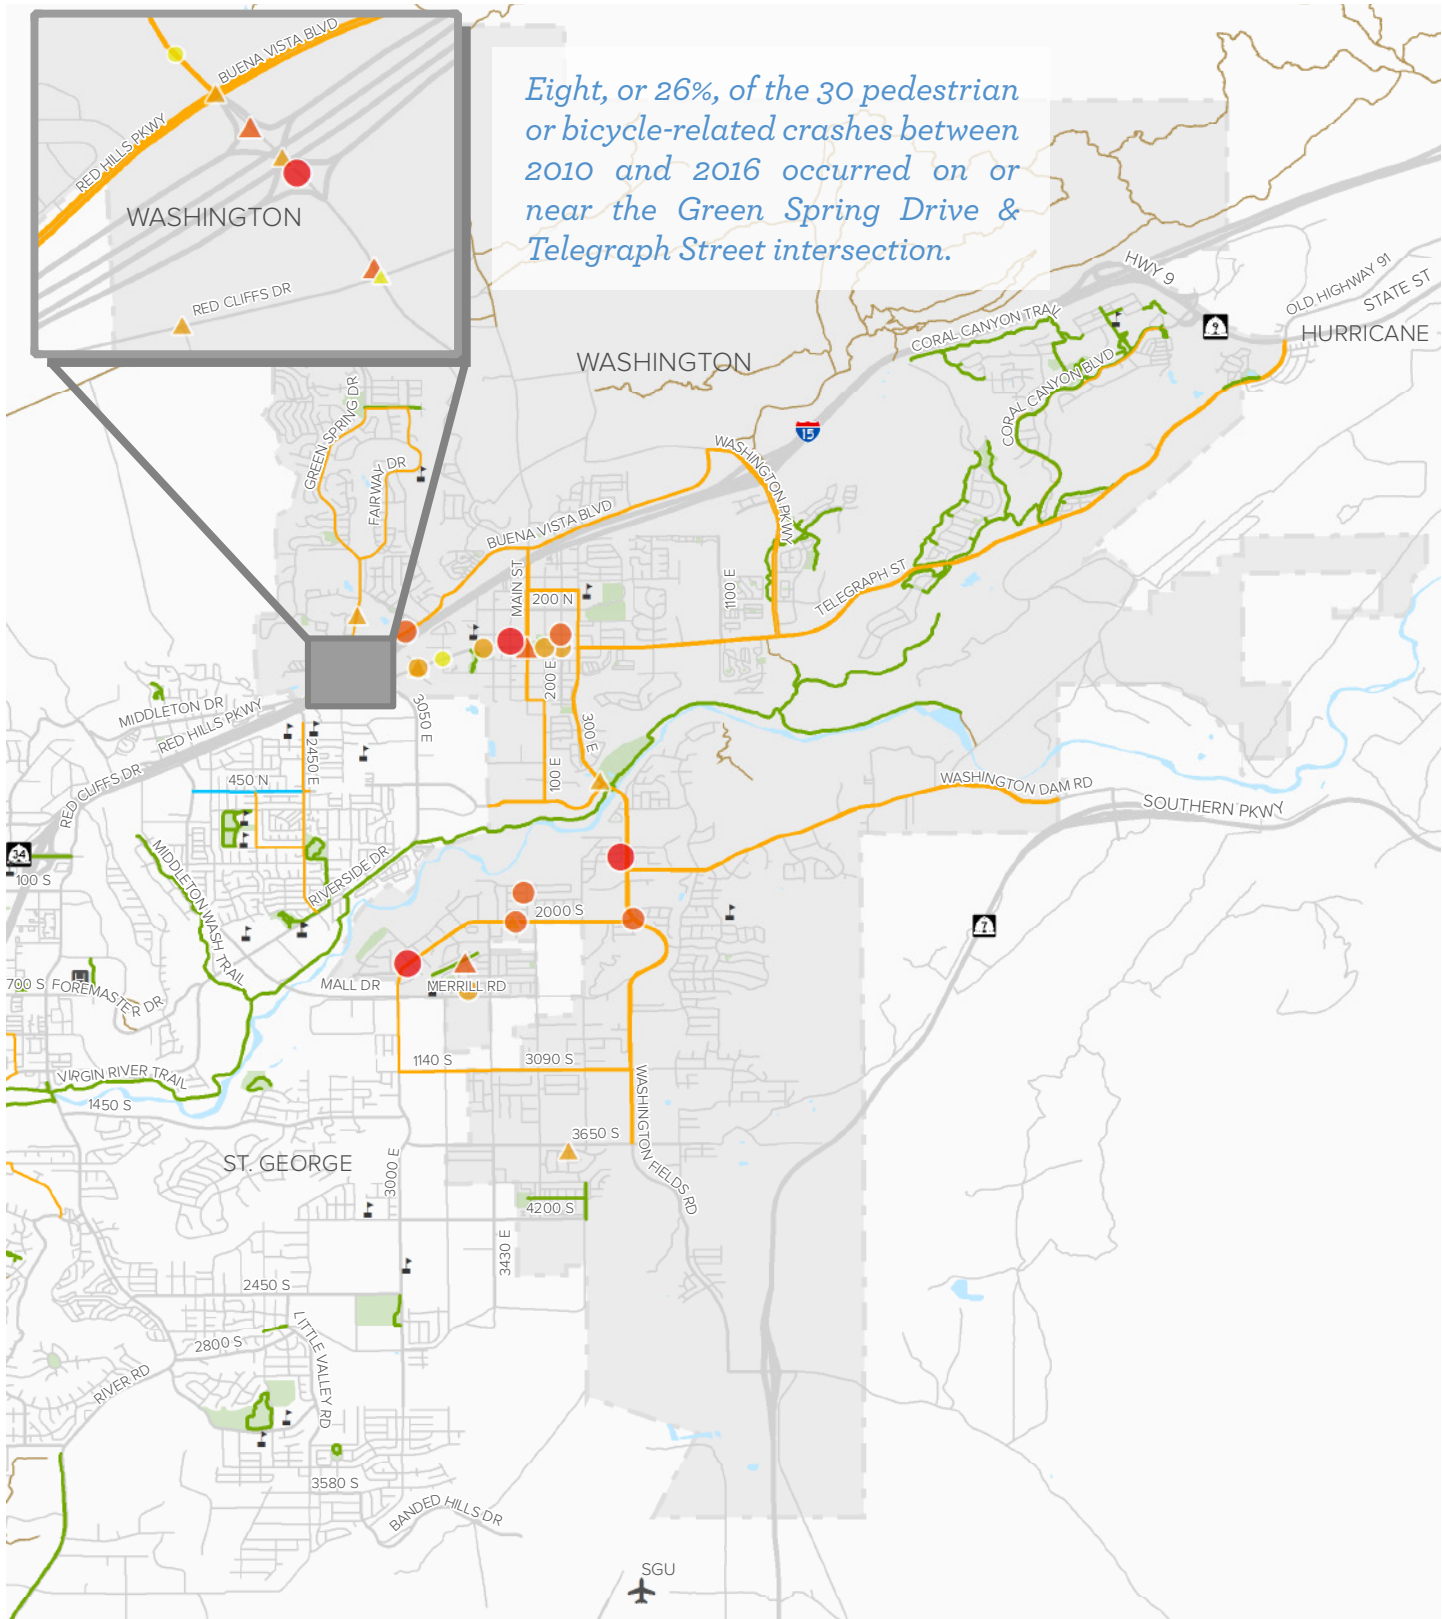 BUENA VISTA BLVD
RED HILLS PKWY
WASHINGTON
RED CLIFFS DR
Eight, or 26%, of the 30 pedestrian
or bicycle-related crashes between
2010 and 2016 occurred on or
near the Green Spring Drive &
Telegraph Street intersection.
HWY 9
OLD HIGHWAY 91
STATE ST
9
HURRICANE
CORAL CANYON TRAIL
WASHINGTON
CORAL CANYON BLVD
15
GREEN SPRING DR
FAIRWAY DR
WASHINGTON PKWY
BUENA VISTA BLVD
MAIN ST
200 N
1100 E
TELEGRAPH ST
200 E
3050 E
300 E
100 E
MIDDLETON DR
RED HILLS PKWY
2450 E
450 N
RED CLIFFS DR
WASHINGTON DAM RD
SOUTHERN PKWY
34
100 S
MIDDLETON WASH TRAIL
RIVERSIDE DR
2000 S
7
700 S
FOREMASTER DR
MALL DR
MERRILL RD
H
1140 S
3090 S
VIRGIN RIVER TRAIL
1450 S
WASHINGTON FIELDS RD
3650 S
ST. GEORGE
3000 E
4200 S
3430 E
2450 S
2800 S
LITTLE VALLEY RD
RIVER RD
3580 S
BANDED HILLS DR
SGU